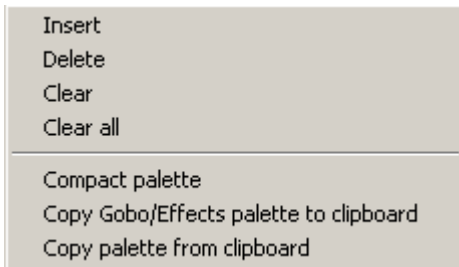 Insert
Delete
Clear
Clear all
Compact palette
Copy Gobo/Effects palette to clipboard
Copy palette from clipboard